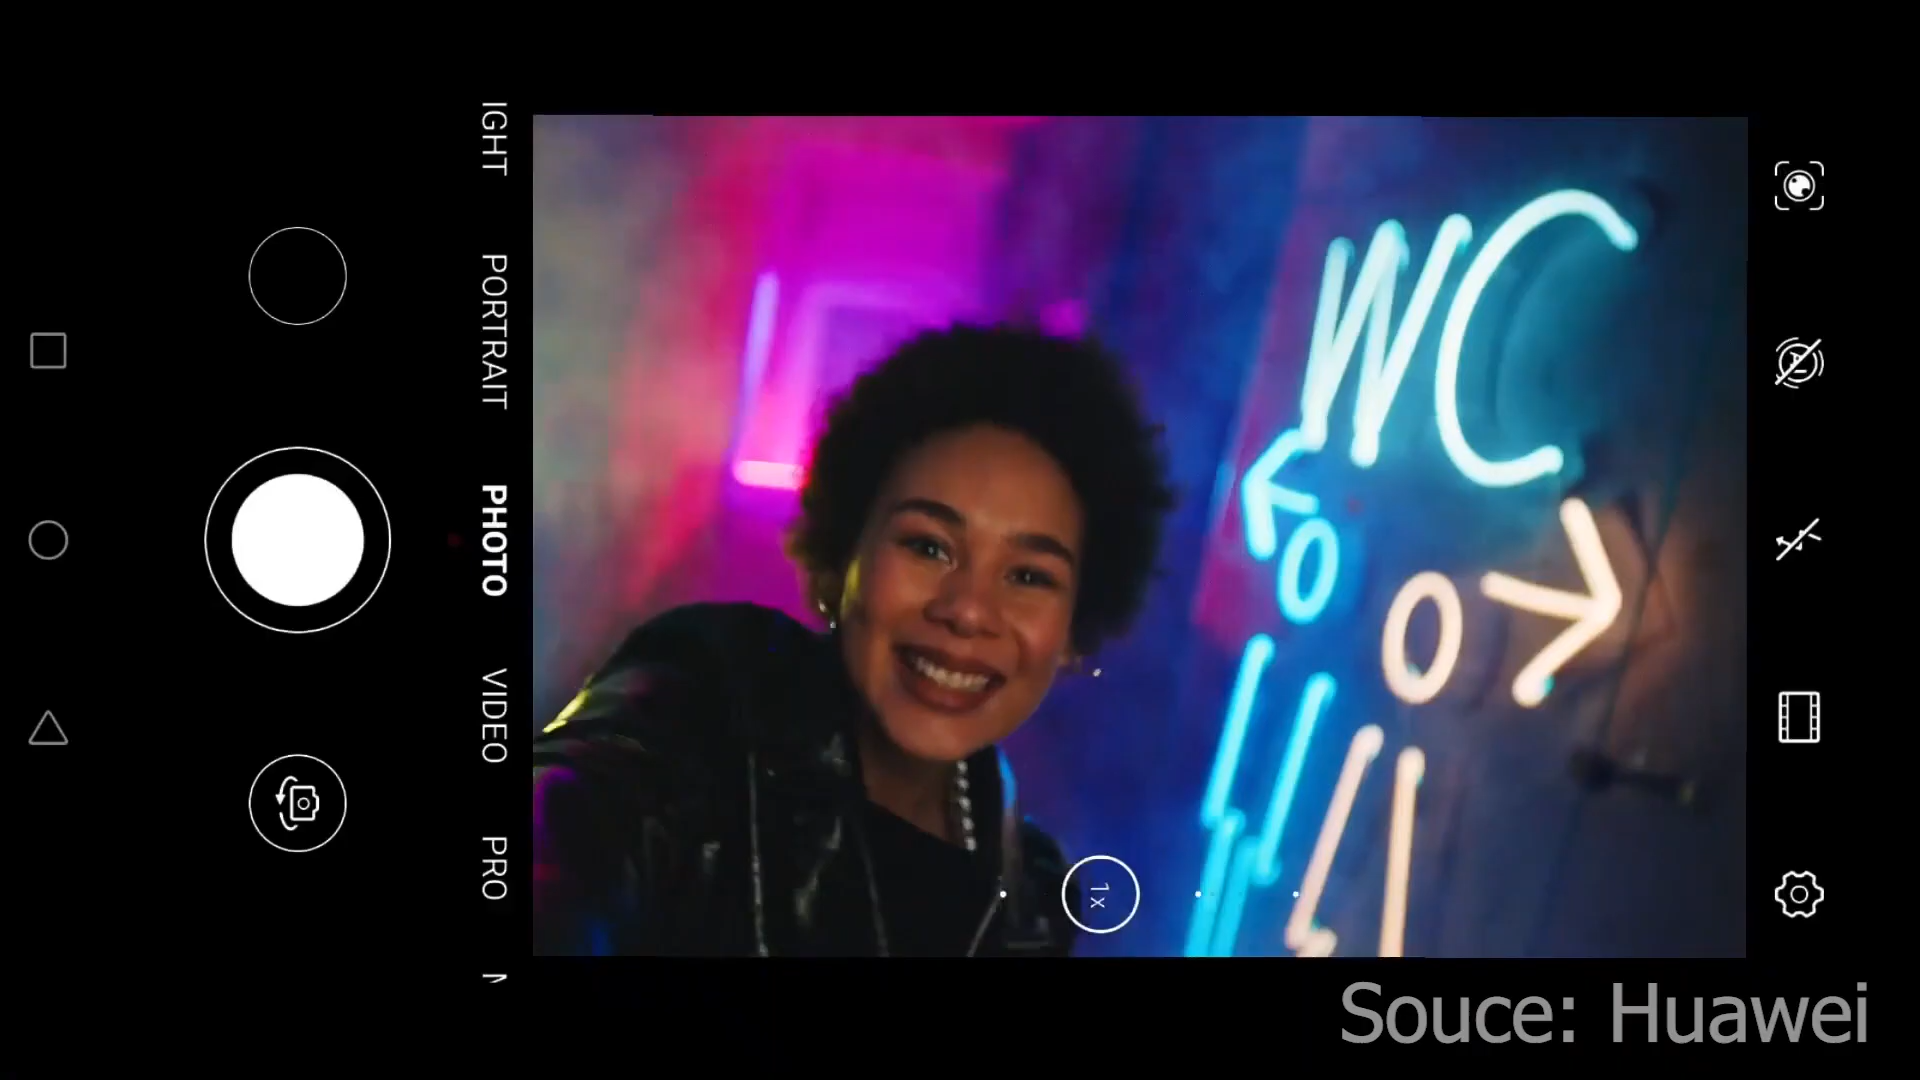 IGHT
PORTRAIT
PHOTO
VIDEO
PRO
WC
1x
Souce: Huawei